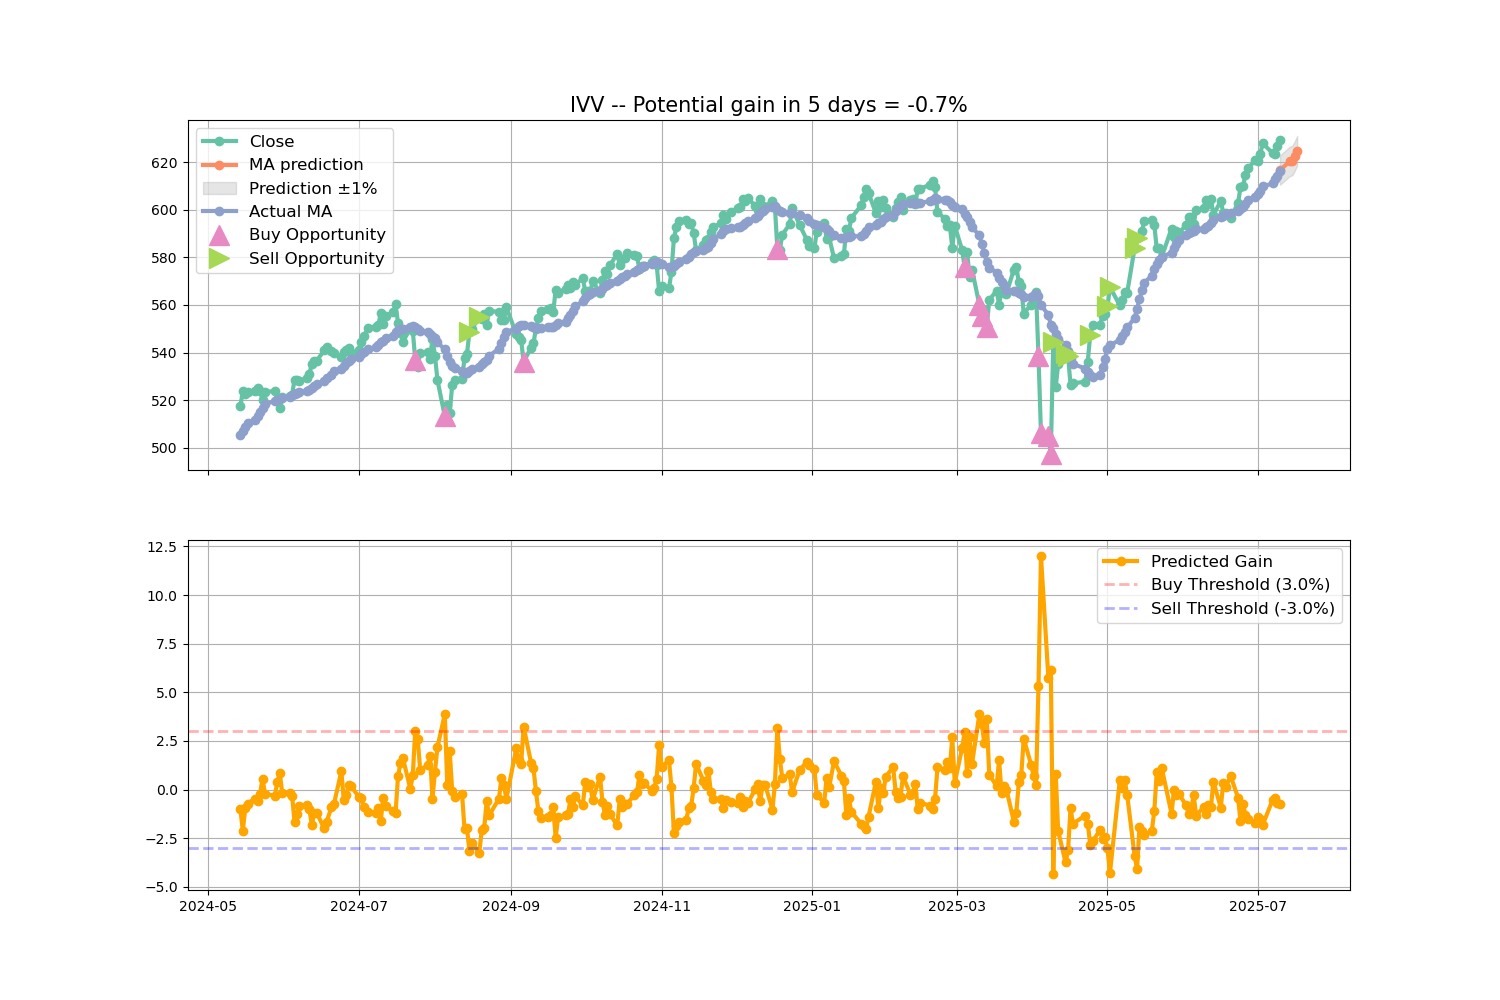 IVV -- Potential gain in 5 days = -0.7%
Close
MA prediction
Prediction ±1%
Actual MA
Buy Opportunity
Sell Opportunity
620
600
580
560
540
520
500
12.5
10.0
7.5
5.0
2.5
0.0
−2.5
−5.0
Predicted Gain
Buy Threshold (3.0%)
Sell Threshold (-3.0%)
2024-05 2024-07 2024-09 2024-11 2025-01 2025-03 2025-05 2025-07